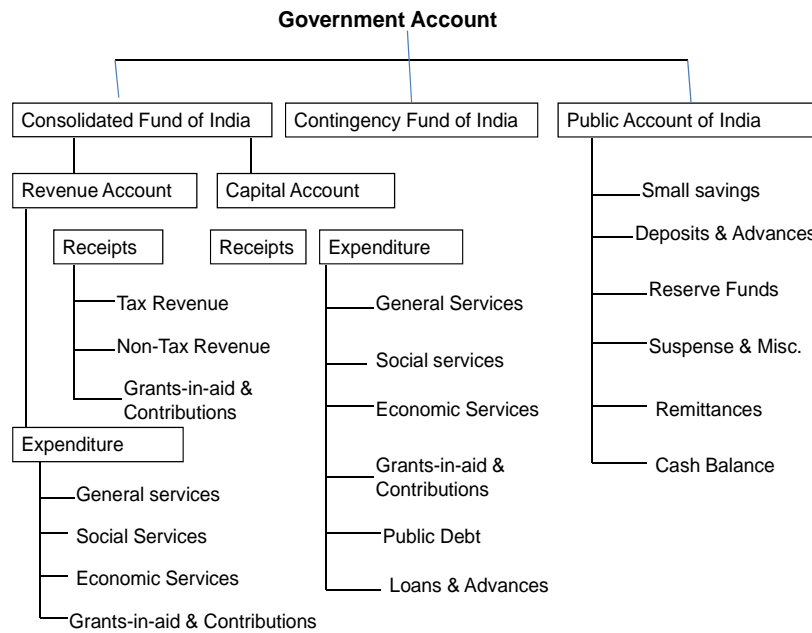 Government Account
Consolidated Fund of India
Contingency Fund of India
Public Account of India
Revenue Account
Capital Account
Receipts
Tax Revenue
Non-Tax Revenue
Grants-in-aid &
Contributions
Expenditure
General services
Social Services
Economic Services
Grants-in-aid & Contributions
Receipts
Expenditure
General Services
Social services
Economic Services
Grants-in-aid &
Contributions
Public Debt
Loans & Advances
Small savings
Deposits & Advances
Reserve Funds
Suspense & Misc.
Remittances
Cash Balance